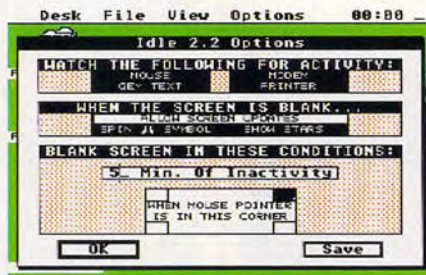 Desk File View Options 00:00
Idle 2.2 Options
WATCH THE FOLLOWING FOR ACTIVITY:
MOUSE MODEM
GEM TEXT PRINTER
WHEN THE SCREEN IS BLANK...
ALLOW SCREEN UPDATES
SPIN SYMBOL SHOW STARS
BLANK SCREEN IN THESE CONDITIONS:
5_ Min. Of Inactivity
WHEN MOUSE POINTER
IS IN THIS CORNER
OK Save